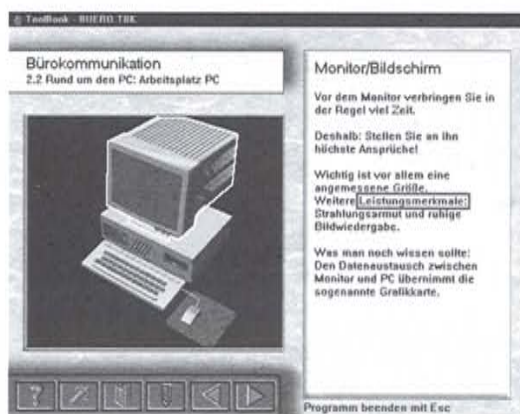 ToolBook - BUERO.TBK
Bürokommunikation
2.2 Rund um den PC: Arbeitsplatz PC
Monitor/Bildschirm
Vor dem Monitor verbringen Sie in
der Regel viel Zeit.
Deshalb: Stellen Sie an ihn
höchste Ansprüche!
Wichtig ist vor allem eine
angemessene Größe.
Weitere Leistungsmerkmale:
Strahlungsarmut und ruhige
Bildwiedergabe.
Was man noch wissen sollte:
Den Datenaustausch zwischen
Monitor und PC übernimmt die
sogenannte Grafikkarte.
?
Programm beenden mit Esc